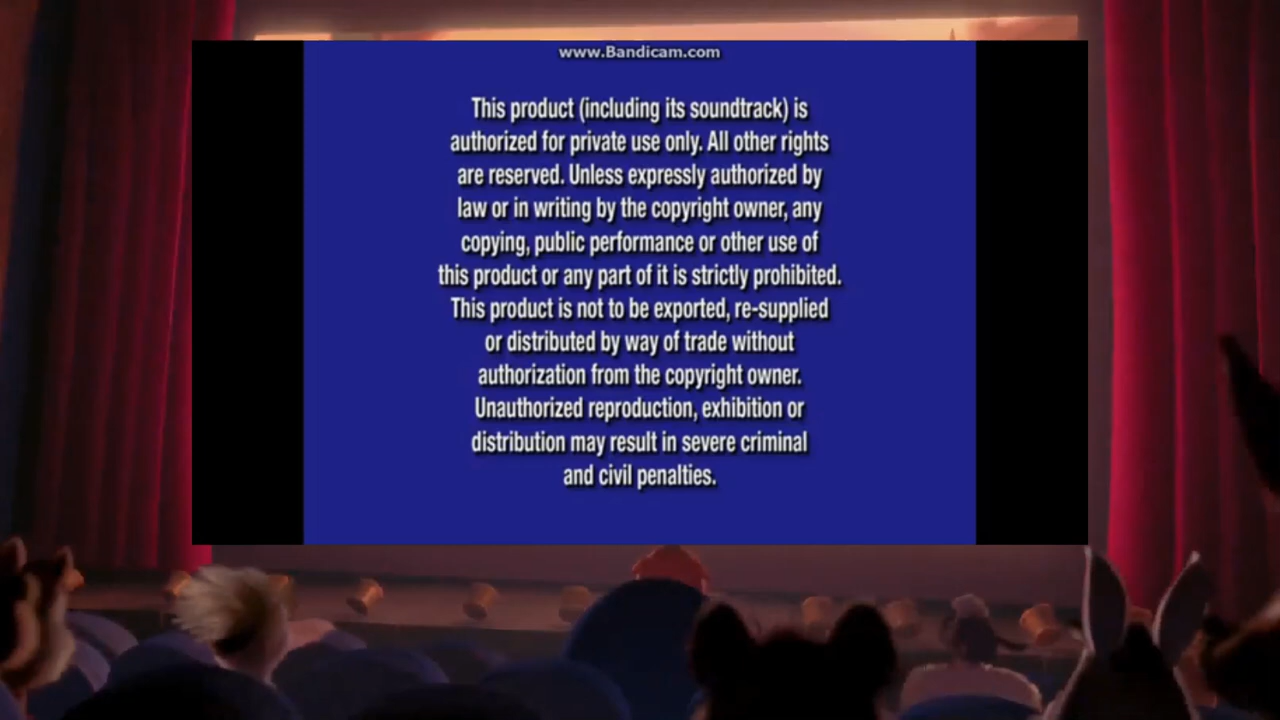 www.Bandicam.com
This product (including its soundtrack) is
authorized for private use only. All other rights
are reserved. Unless expressly authorized by
law or in writing by the copyright owner, any
copying, public performance or other use of
this product or any part of it is strictly prohibited.
This product is not to be exported, re-supplied
or distributed by way of trade without
authorization from the copyright owner.
Unauthorized reproduction, exhibition or
distribution may result in severe criminal
and civil penalties.